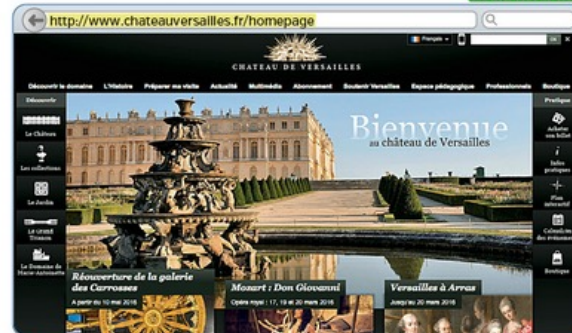 http://www.chateauversailles.fr/homepage
Français
OK
CHATEAU DE VERSAILLES
Découvrir le domaine L'Histoire Préparer ma visite Actualité Multimédia Abonnement Soutenir Versailles Espace pédagogique Professionnels Boutique
Découvrir
Le Château
Les collections
Le Jardin
Le Grand
Trianon
Le Domaine de
Marie-Antoinette
Bienvenue
au château de Versailles
Pratique
Acheter
son billet
Infos
pratiques
Plan
interactif
Calendrier
des événements
Boutique
Réouverture de la galerie
des Carrosses
A partir du 10 mai 2016
Mozart : Don Giovanni
Opéra royal : 17, 19 et 20 mars 2016
Versailles à Arras
Jusqu'au 20 mars 2016